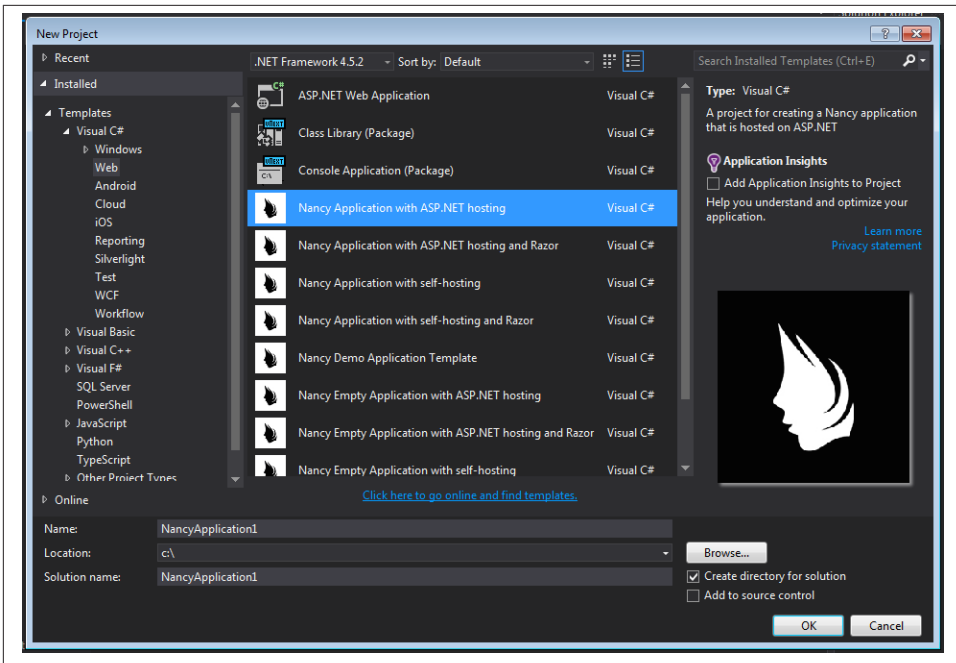 Solution Explorer
New Project
Recent
.NET Framework 4.5.2
Sort by: Default
Search Installed Templates (Ctrl+E)
Installed
Templates
Visual C#
Windows
Web
Android
Cloud
iOS
Reporting
Silverlight
Test
WCF
Workflow
Visual Basic
Visual C++
Visual F#
SQL Server
PowerShell
JavaScript
Python
TypeScript
Other Project Types
Online
ASP.NET Web Application Visual C#
Class Library (Package) Visual C#
Console Application (Package) Visual C#
Nancy Application with ASP.NET hosting Visual C#
Nancy Application with ASP.NET hosting and Razor Visual C#
Nancy Application with self-hosting Visual C#
Nancy Application with self-hosting and Razor Visual C#
Nancy Demo Application Template Visual C#
Nancy Empty Application with ASP.NET hosting Visual C#
Nancy Empty Application with ASP.NET hosting and Razor Visual C#
Nancy Empty Application with self-hosting Visual C#
Click here to go online and find templates.
Type: Visual C#
A project for creating a Nancy application
that is hosted on ASP.NET
Application Insights
Add Application Insights to Project
Help you understand and optimize your
application.
Learn more
Privacy statement
Name: NancyApplication1
Location: c:\
Browse...
Solution name: NancyApplication1
Create directory for solution
Add to source control
OK Cancel